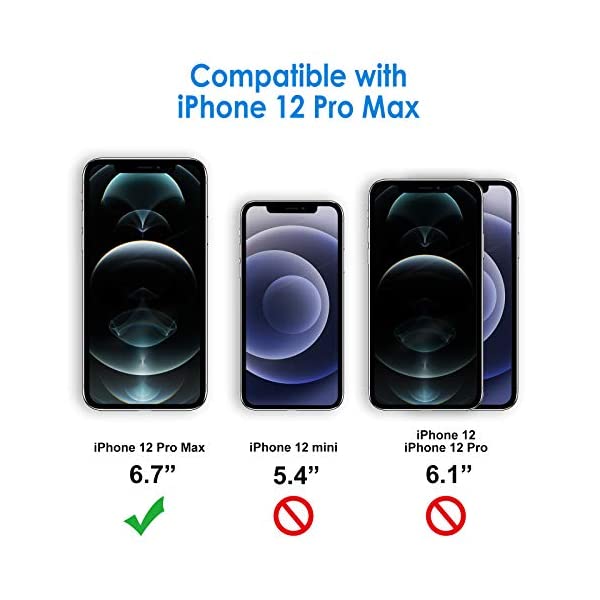 Compatible with
iPhone 12 Pro Max
iPhone 12 Pro Max
6.7”
iPhone 12 mini
5.4”
iPhone 12
iPhone 12 Pro
6.1”